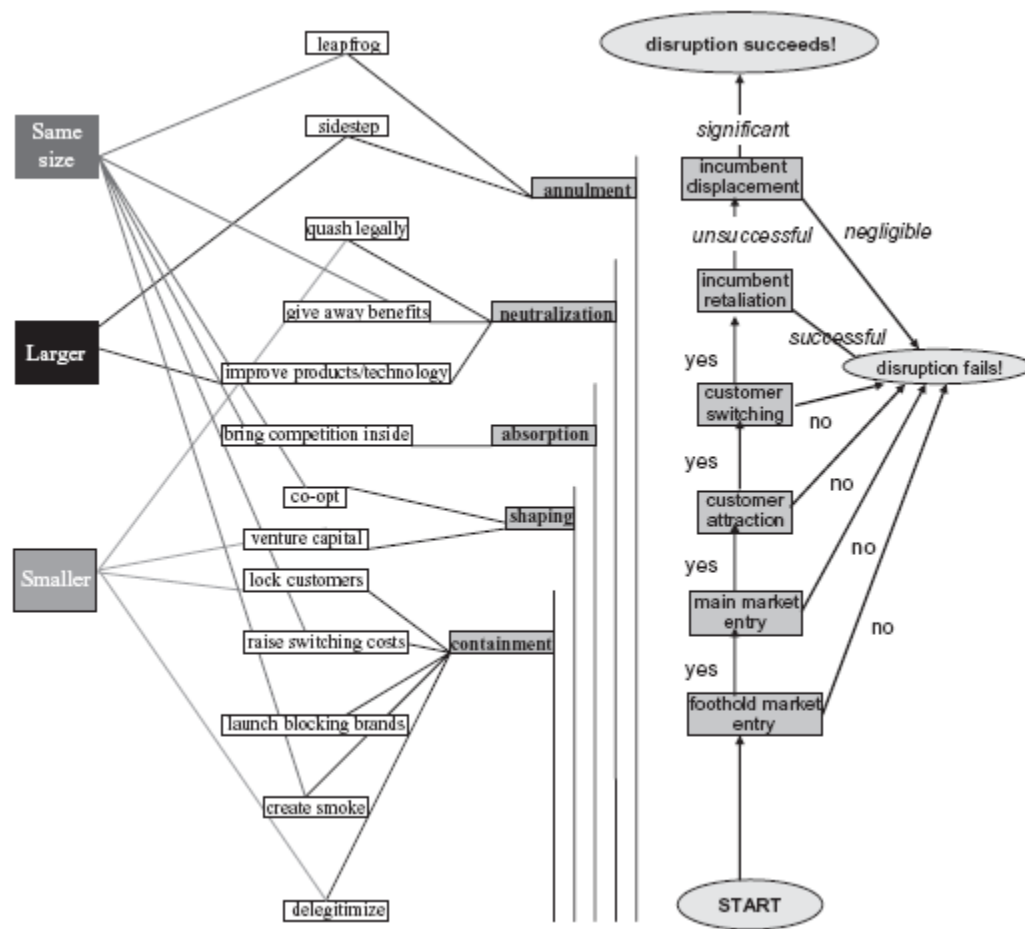 leapfrog
sidestep
Same
size
annulment
quash legally
give away benefits
neutralization
Larger
improve products/technology
bring competition inside
absorption
co-opt
shaping
venture capital
Smaller
lock customers
raise switching costs
containment
launch blocking brands
create smoke
delegitimize
disruption succeeds!
significant
incumbent
displacement
negligible
unsuccessful
incumbent
retaliation
successful
disruption fails!
yes
customer
switching
no
yes
customer
attraction
no
yes
main market
entry
no
yes
foothold market
entry
no
START